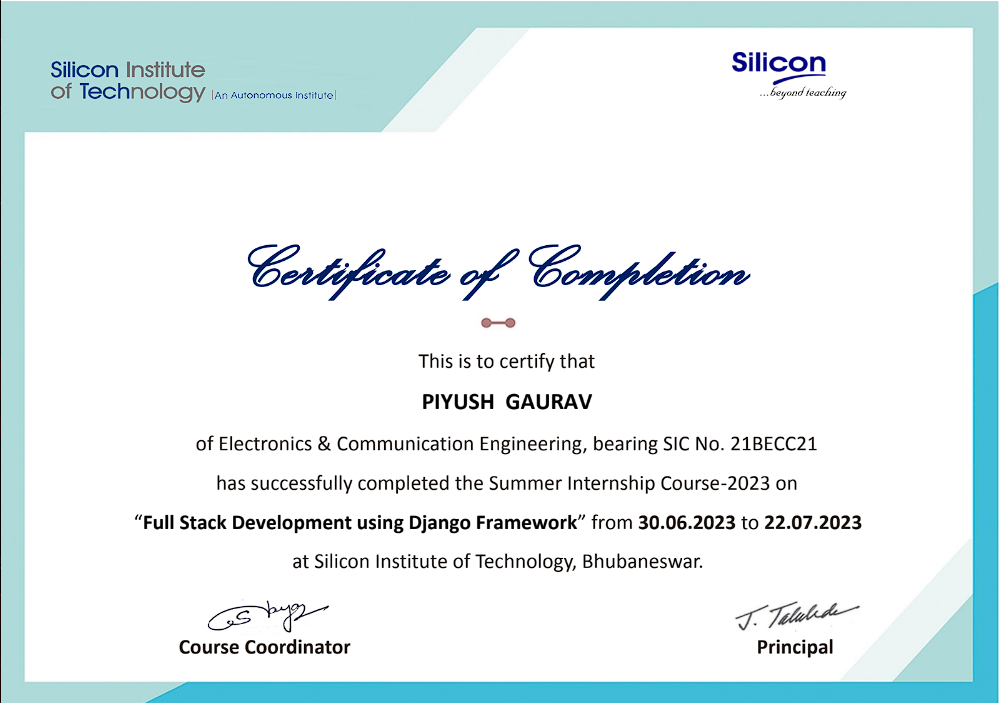 Silicon Institute
of Technology |An Autonomous Institute|
Silicon
...beyond teaching
Certificate of Completion
This is to certify that
PIYUSH GAURAV
of Electronics & Communication Engineering, bearing SIC No. 21BECC21
has successfully completed the Summer Internship Course-2023 on
“Full Stack Development using Django Framework” from 30.06.2023 to 22.07.2023
at Silicon Institute of Technology, Bhubaneswar.
Course Coordinator
Principal